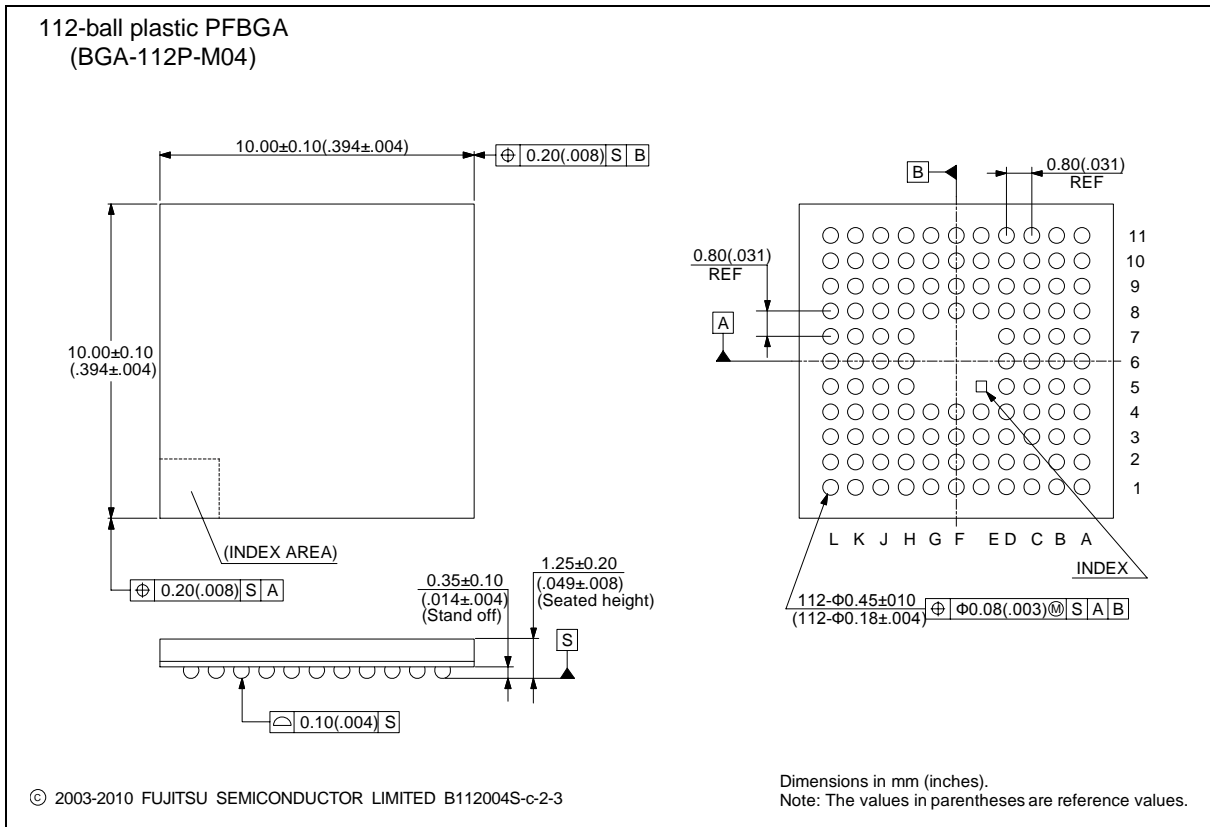 112-ball plastic PFBGA
(BGA-112P-M04)
10.00±0.10(.394±.004)
⌖ 0.20(.008) S B
10.00±0.10
(.394±.004)
(INDEX AREA)
⌖ 0.20(.008) S A
B
0.80(.031)
REF
0.80(.031)
REF
A
11
10
9
8
7
6
5
4
3
2
1
L K J H G F E D C B A
INDEX
112-Φ0.45±010
(112-Φ0.18±.004)
⌖ Φ0.08(.003)Ⓜ S A B
0.35±0.10
(.014±.004)
(Stand off)
1.25±0.20
(.049±.008)
(Seated height)
S
⌓ 0.10(.004) S
© 2003-2010 FUJITSU SEMICONDUCTOR LIMITED B112004S-c-2-3
Dimensions in mm (inches).
Note: The values in parentheses are reference values.